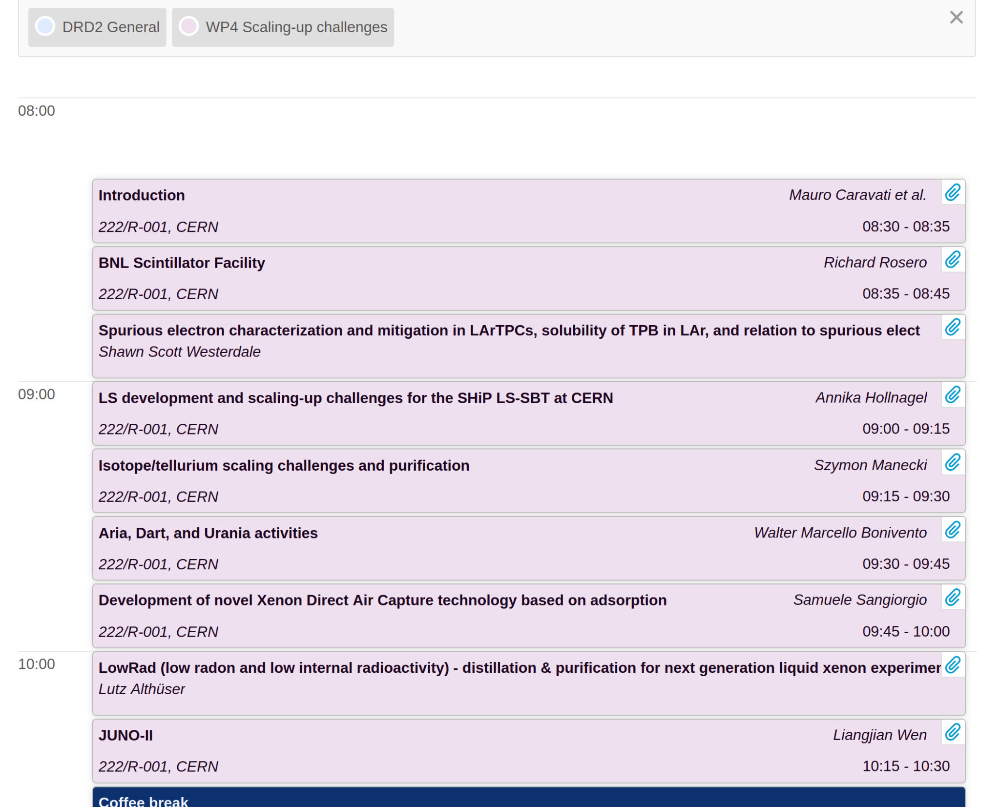 DRD2 General WP4 Scaling-up challenges
08:00
Introduction Mauro Caravati et al.
222/R-001, CERN 08:30 - 08:35
BNL Scintillator Facility Richard Rosero
222/R-001, CERN 08:35 - 08:45
Spurious electron characterization and mitigation in LArTPCs, solubility of TPB in LAr, and relation to spurious elect
Shawn Scott Westerdale
09:00
LS development and scaling-up challenges for the SHiP LS-SBT at CERN Annika Hollnagel
222/R-001, CERN 09:00 - 09:15
Isotope/tellurium scaling challenges and purification Szymon Manecki
222/R-001, CERN 09:15 - 09:30
Aria, Dart, and Urania activities Walter Marcello Bonivento
222/R-001, CERN 09:30 - 09:45
Development of novel Xenon Direct Air Capture technology based on adsorption Samuele Sangiorgio
222/R-001, CERN 09:45 - 10:00
10:00
LowRad (low radon and low internal radioactivity) - distillation & purification for next generation liquid xenon experimen
Lutz Althüser
JUNO-II Liangjian Wen
222/R-001, CERN 10:15 - 10:30
Coffee break